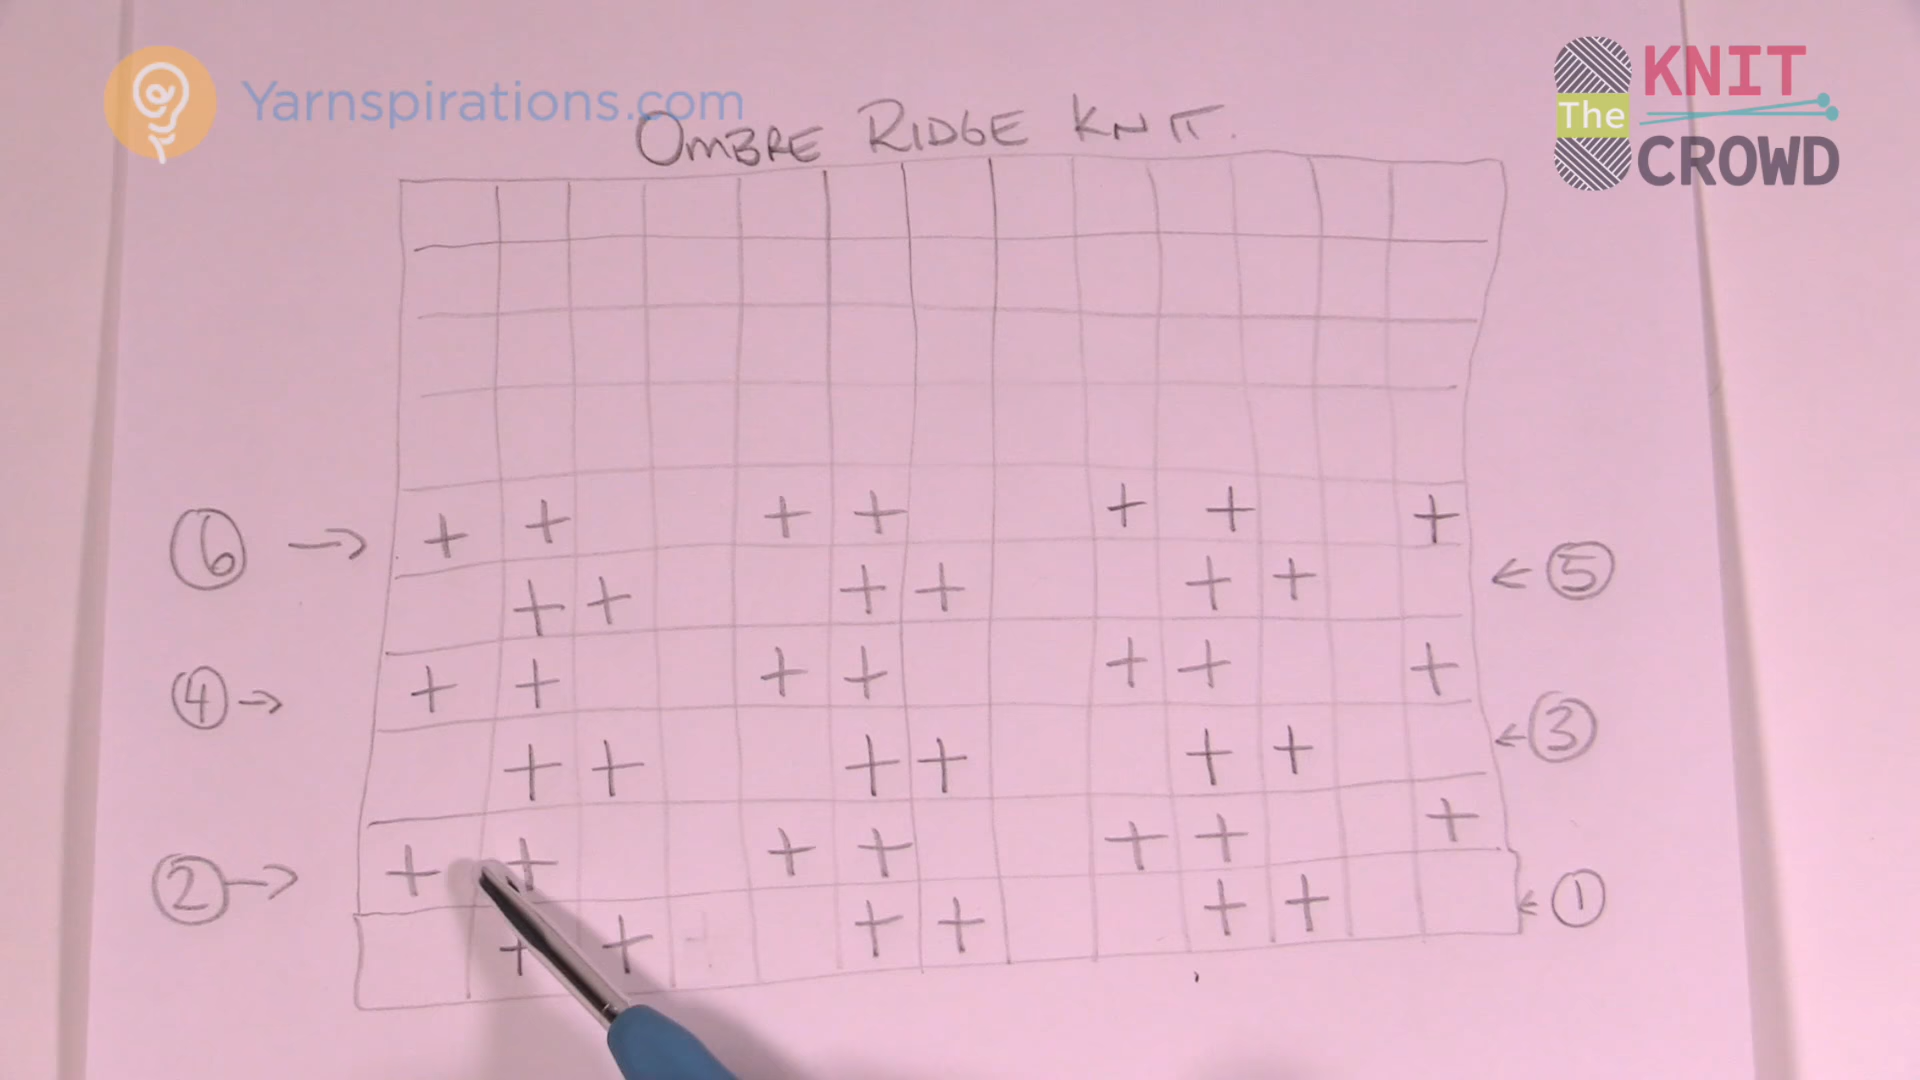 Yarnspirations.com
The KNIT CROWD
OMBRE RIDGE KNIT.
6 → + + + + + + +
+ + + + + + ← 5
4 → + + + + + + +
+ + + + + + ← 3
2 → + + + + + + +
+ + + + + + ← 1